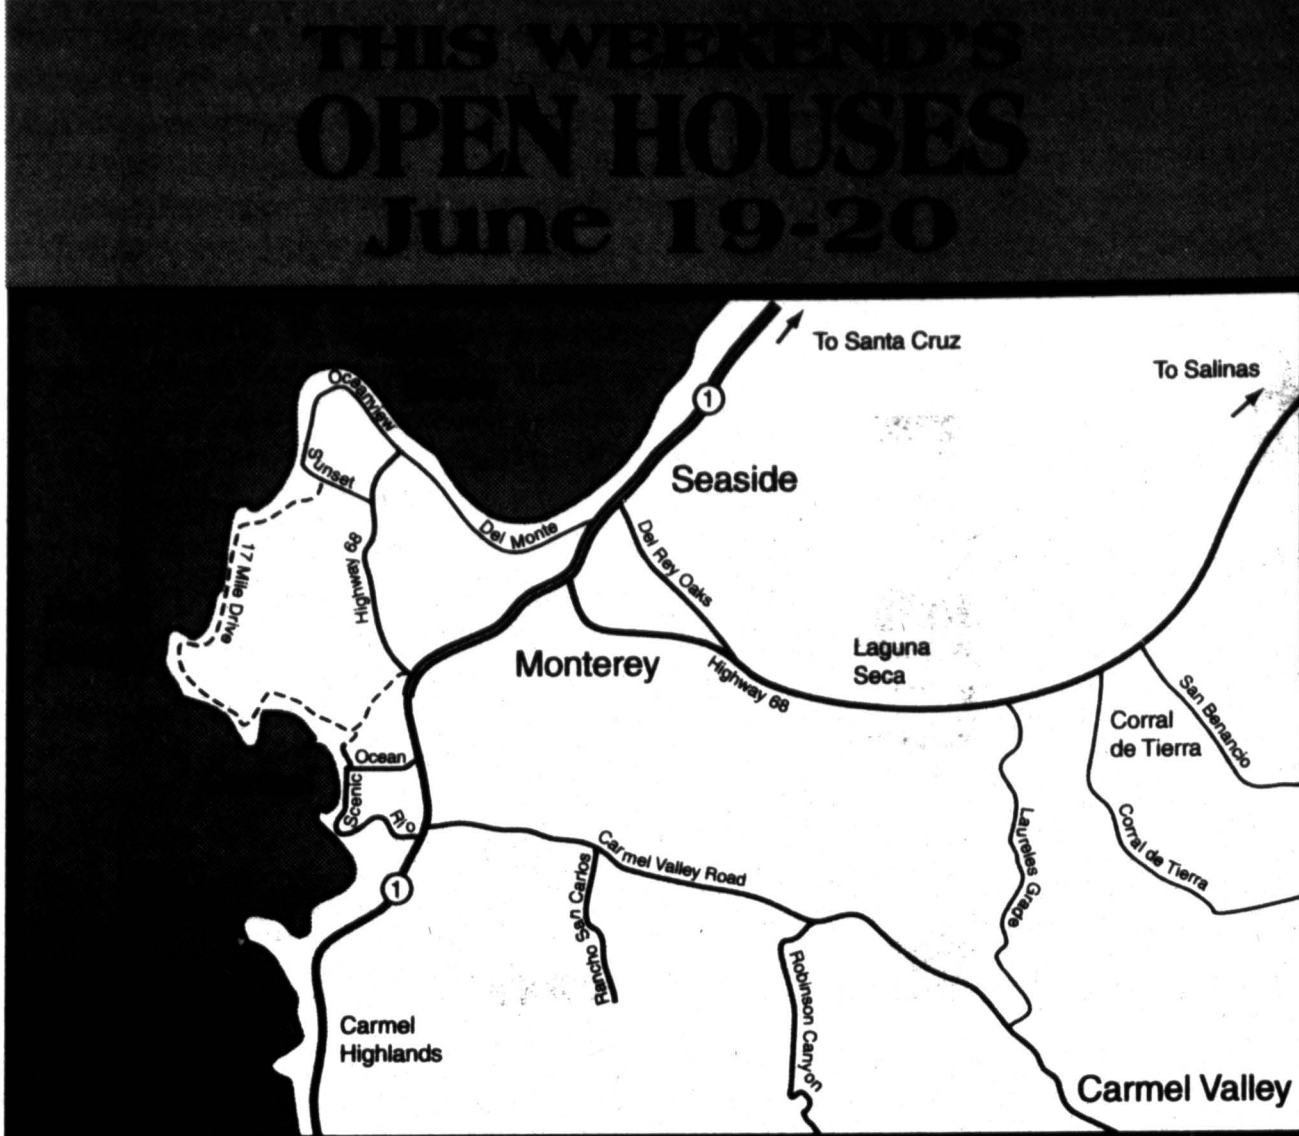 THIS WEEKEND'S
OPEN HOUSES
June 19-20
To Santa Cruz
To Salinas
1
Oceanview
Seaside
Sunset
Del Monte
Del Rey Oaks
17 Mile Drive
Highway 68
Monterey
Highway 68
Laguna
Seca
San Benancio
Corral
de Tierra
Ocean
Scenic
Rio
Carmel Valley Road
Laureles Grade
Corral de Tierra
1
Rancho San Carlos
Robinson Canyon
Carmel
Highlands
Carmel Valley